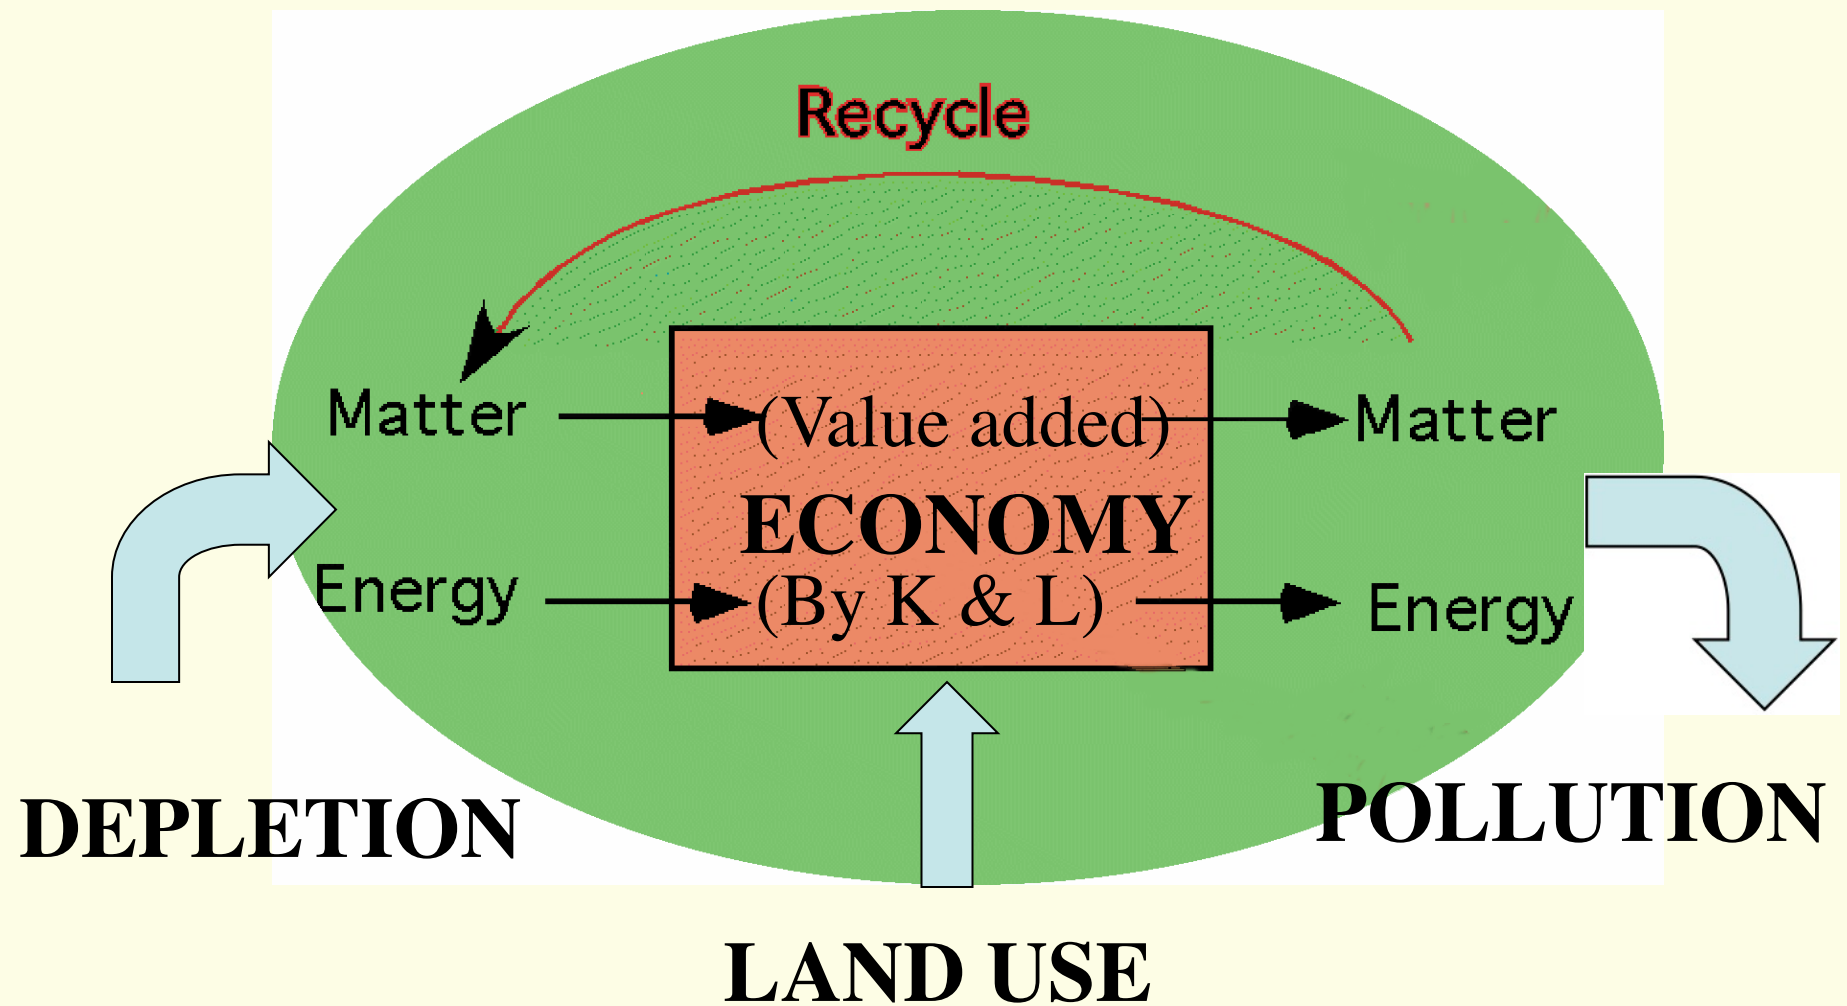 Recycle
Matter
(Value added)
Matter
ECONOMY
Energy
(By K & L)
Energy
DEPLETION
POLLUTION
LAND USE